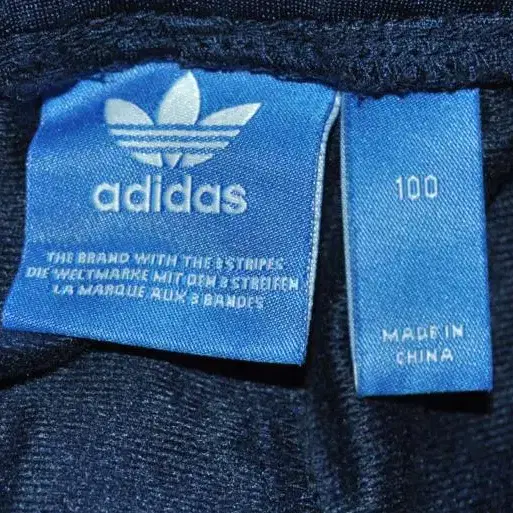 adidas
THE BRAND WITH THE 3 STRIPES
DIE WELTMARKE MIT DEN 3 STREIFEN
LA MARQUE AUX 3 BANDES
100
MADE IN
CHINA